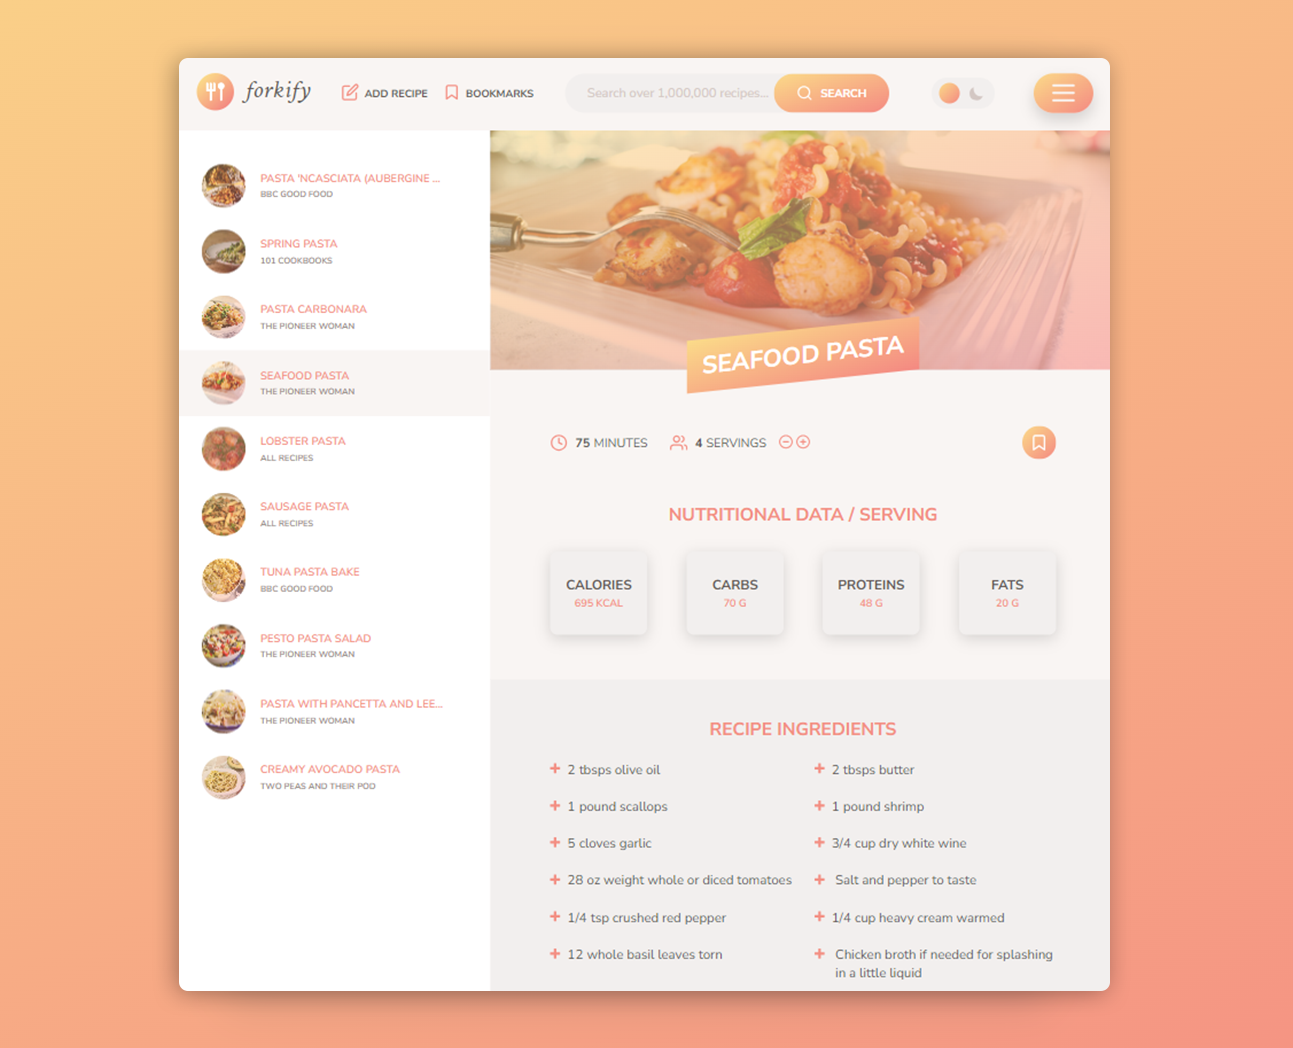 forkify
ADD RECIPE
BOOKMARKS
Search over 1,000,000 recipes...
SEARCH
PASTA 'NCASCIATA (AUBERGINE ...
BBC GOOD FOOD
SPRING PASTA
101 COOKBOOKS
PASTA CARBONARA
THE PIONEER WOMAN
SEAFOOD PASTA
THE PIONEER WOMAN
LOBSTER PASTA
ALL RECIPES
SAUSAGE PASTA
ALL RECIPES
TUNA PASTA BAKE
BBC GOOD FOOD
PESTO PASTA SALAD
THE PIONEER WOMAN
PASTA WITH PANCETTA AND LEE...
THE PIONEER WOMAN
CREAMY AVOCADO PASTA
TWO PEAS AND THEIR POD
SEAFOOD PASTA
75 MINUTES
4 SERVINGS
NUTRITIONAL DATA / SERVING
CALORIES
695 KCAL
CARBS
70 G
PROTEINS
48 G
FATS
20 G
RECIPE INGREDIENTS
2 tbsps olive oil
2 tbsps butter
1 pound scallops
1 pound shrimp
5 cloves garlic
3/4 cup dry white wine
28 oz weight whole or diced tomatoes
Salt and pepper to taste
1/4 tsp crushed red pepper
1/4 cup heavy cream warmed
12 whole basil leaves torn
Chicken broth if needed for splashing
in a little liquid